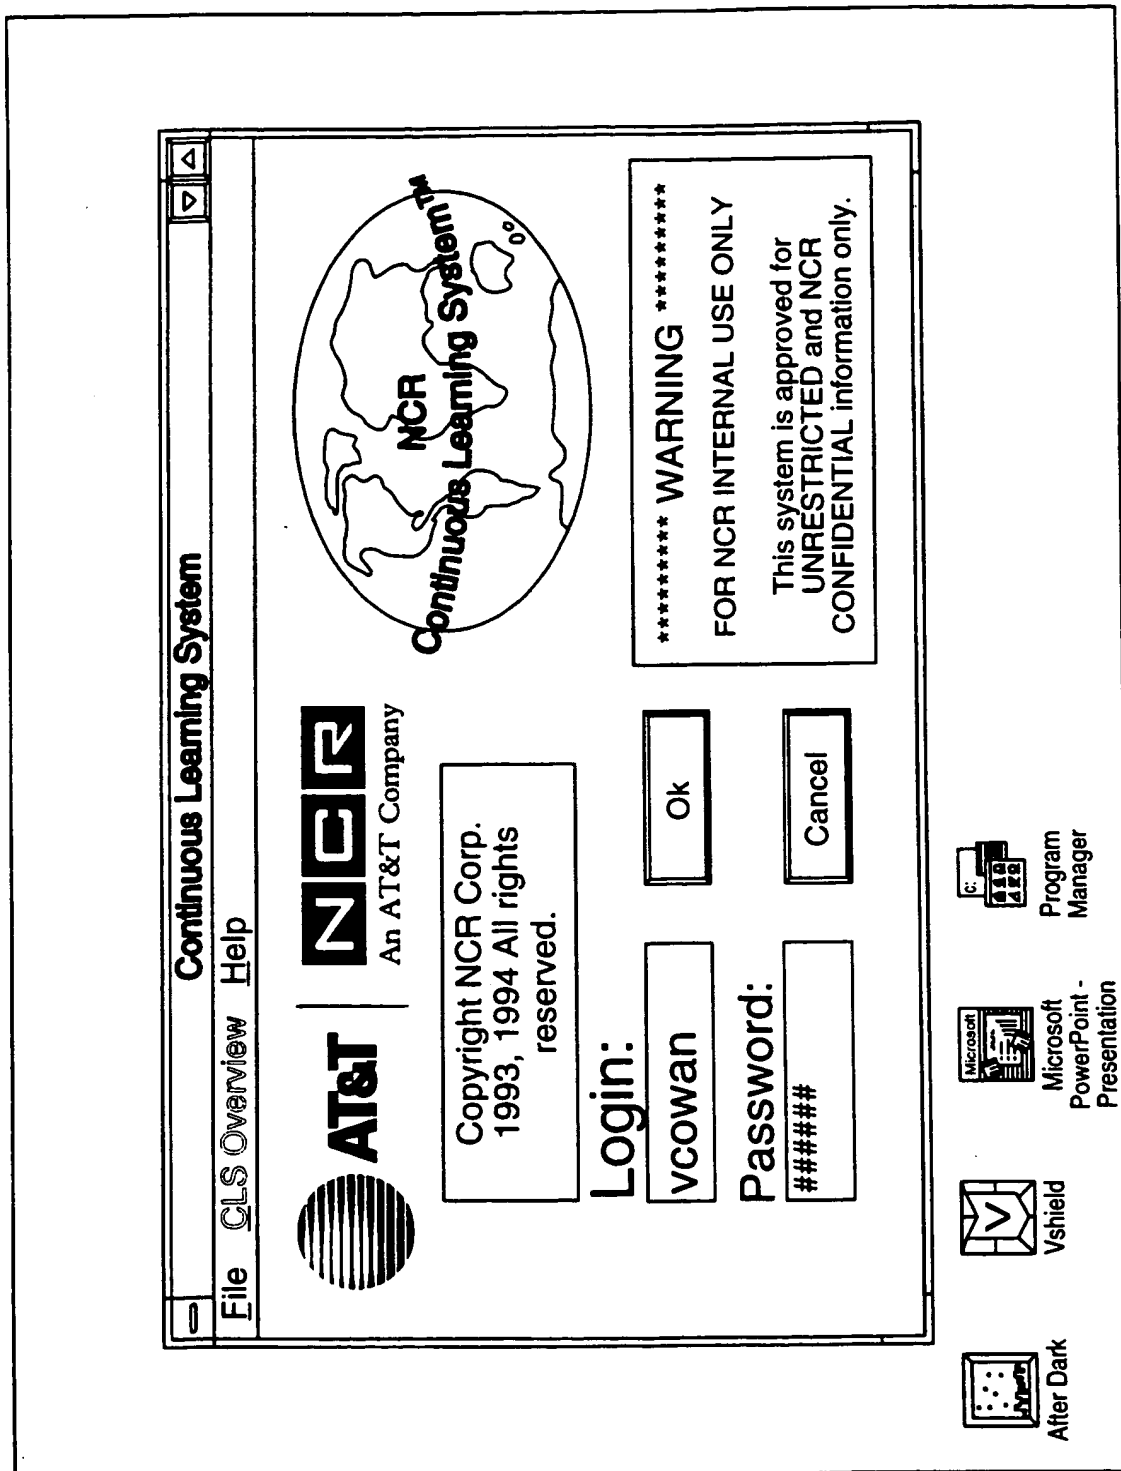 Continuous Learning System
File CLS Overview Help
AT&T
NCR
An AT&T Company
NCR
Continuous Learning System™
Copyright NCR Corp.
1993, 1994 All rights
reserved.
Login:
vcowan
Ok
Password:
######
Cancel
********* WARNING *********
FOR NCR INTERNAL USE ONLY
This system is approved for
UNRESTRICTED and NCR
CONFIDENTIAL information only.
After Dark
V
Vshield
Microsoft
Microsoft
PowerPoint -
Presentation
c:
Program
Manager